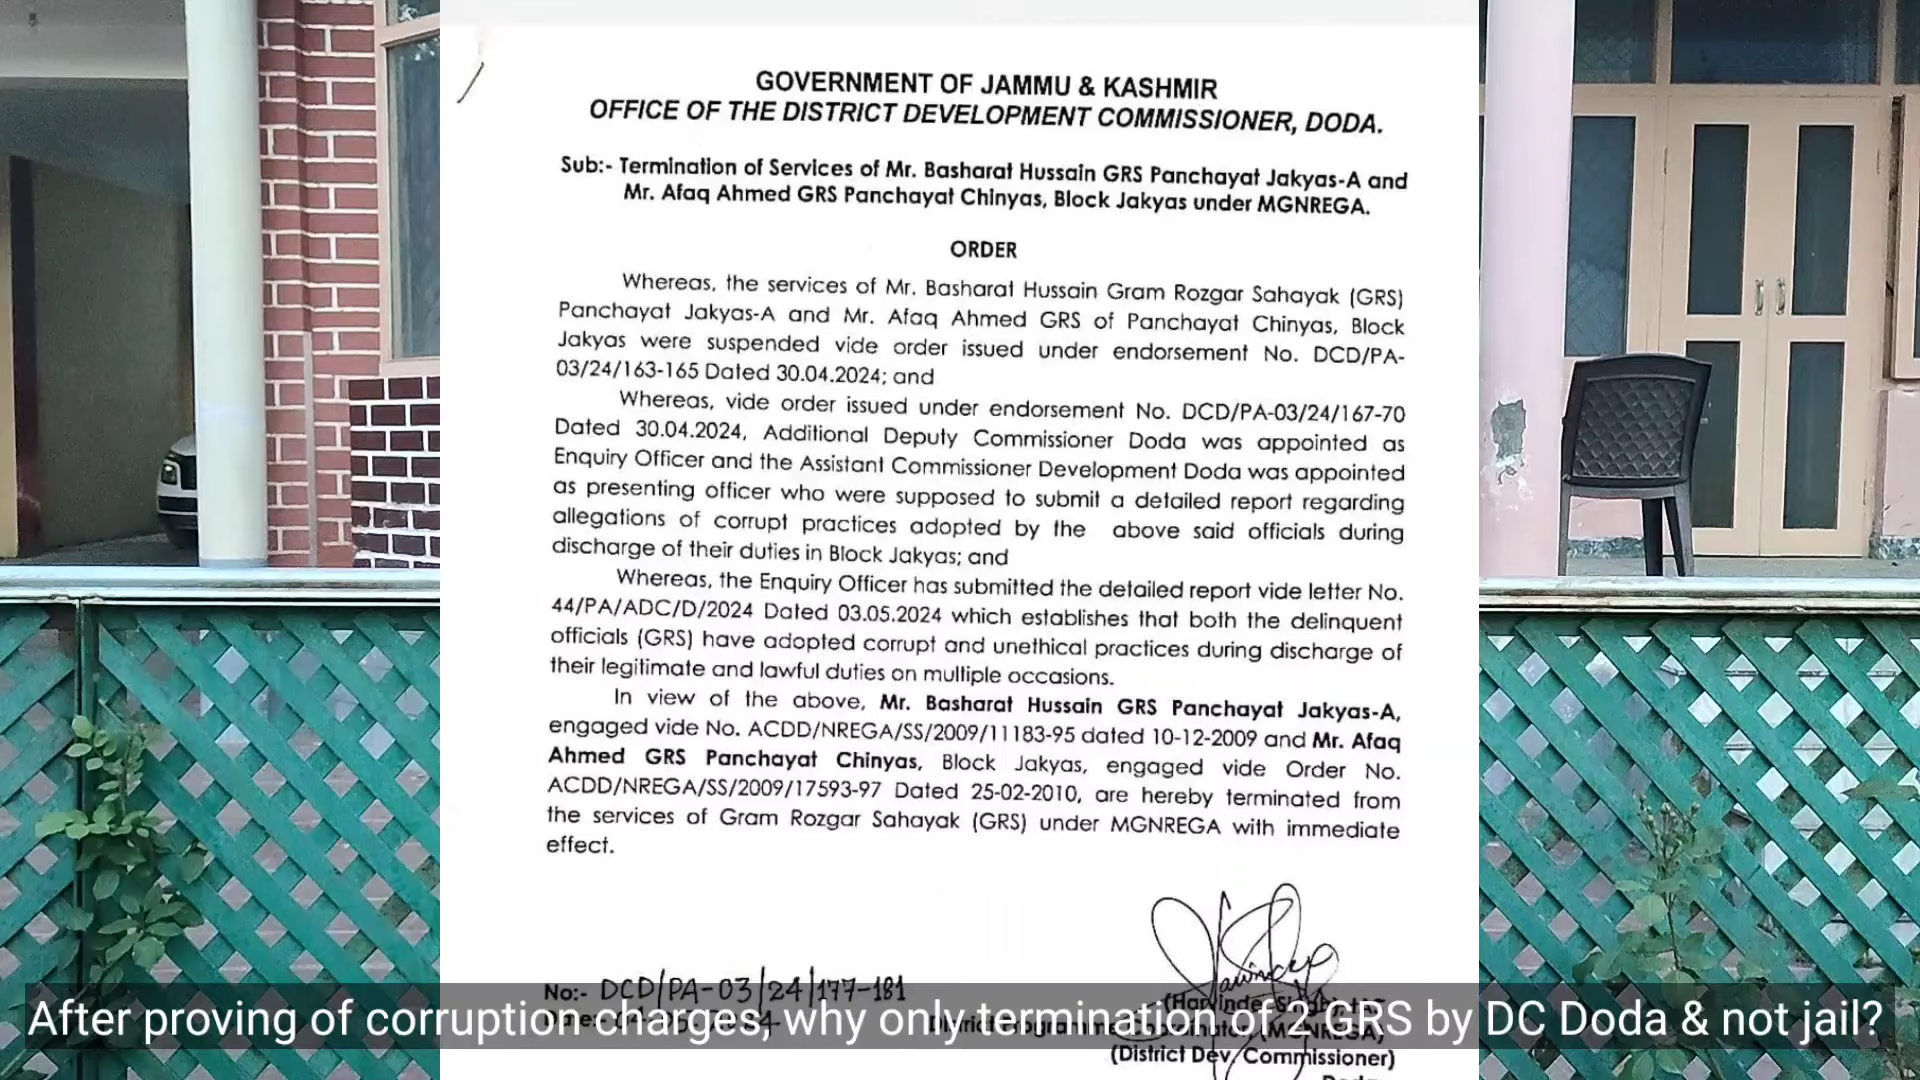 GOVERNMENT OF JAMMU & KASHMIR
OFFICE OF THE DISTRICT DEVELOPMENT COMMISSIONER, DODA.
Sub:- Termination of Services of Mr. Basharat Hussain GRS Panchayat Jakyas-A and
Mr. Afaq Ahmed GRS Panchayat Chinyas, Block Jakyas under MGNREGA.
ORDER
Whereas, the services of Mr. Basharat Hussain Gram Rozgar Sahayak (GRS)
Panchayat Jakyas-A and Mr. Afaq Ahmed GRS of Panchayat Chinyas, Block
Jakyas were suspended vide order issued under endorsement No. DCD/PA-
03/24/163-165 Dated 30.04.2024; and
Whereas, vide order issued under endorsement No. DCD/PA-03/24/167-70
Dated 30.04.2024, Additional Deputy Commissioner Doda was appointed as
Enquiry Officer and the Assistant Commissioner Development Doda was appointed
as presenting officer who were supposed to submit a detailed report regarding
allegations of corrupt practices adopted by the above said officials during
discharge of their duties in Block Jakyas; and
Whereas, the Enquiry Officer has submitted the detailed report vide letter No.
44/PA/ADC/D/2024 Dated 03.05.2024 which establishes that both the delinquent
officials (GRS) have adopted corrupt and unethical practices during discharge of
their legitimate and lawful duties on multiple occasions.
In view of the above, Mr. Basharat Hussain GRS Panchayat Jakyas-A,
engaged vide No. ACDD/NREGA/SS/2009/11183-95 dated 10-12-2009 and Mr. Afaq
Ahmed GRS Panchayat Chinyas, Block Jakyas, engaged vide Order No.
ACDD/NREGA/SS/2009/17593-97 Dated 25-02-2010, are hereby terminated from
the services of Gram Rozgar Sahayak (GRS) under MGNREGA with immediate
effect.
No:- DCD/PA-03/24/177-181
After proving of corruption charges, why only termination of 2 GRS by DC Doda & not jail?
(District Dev. Commissioner)